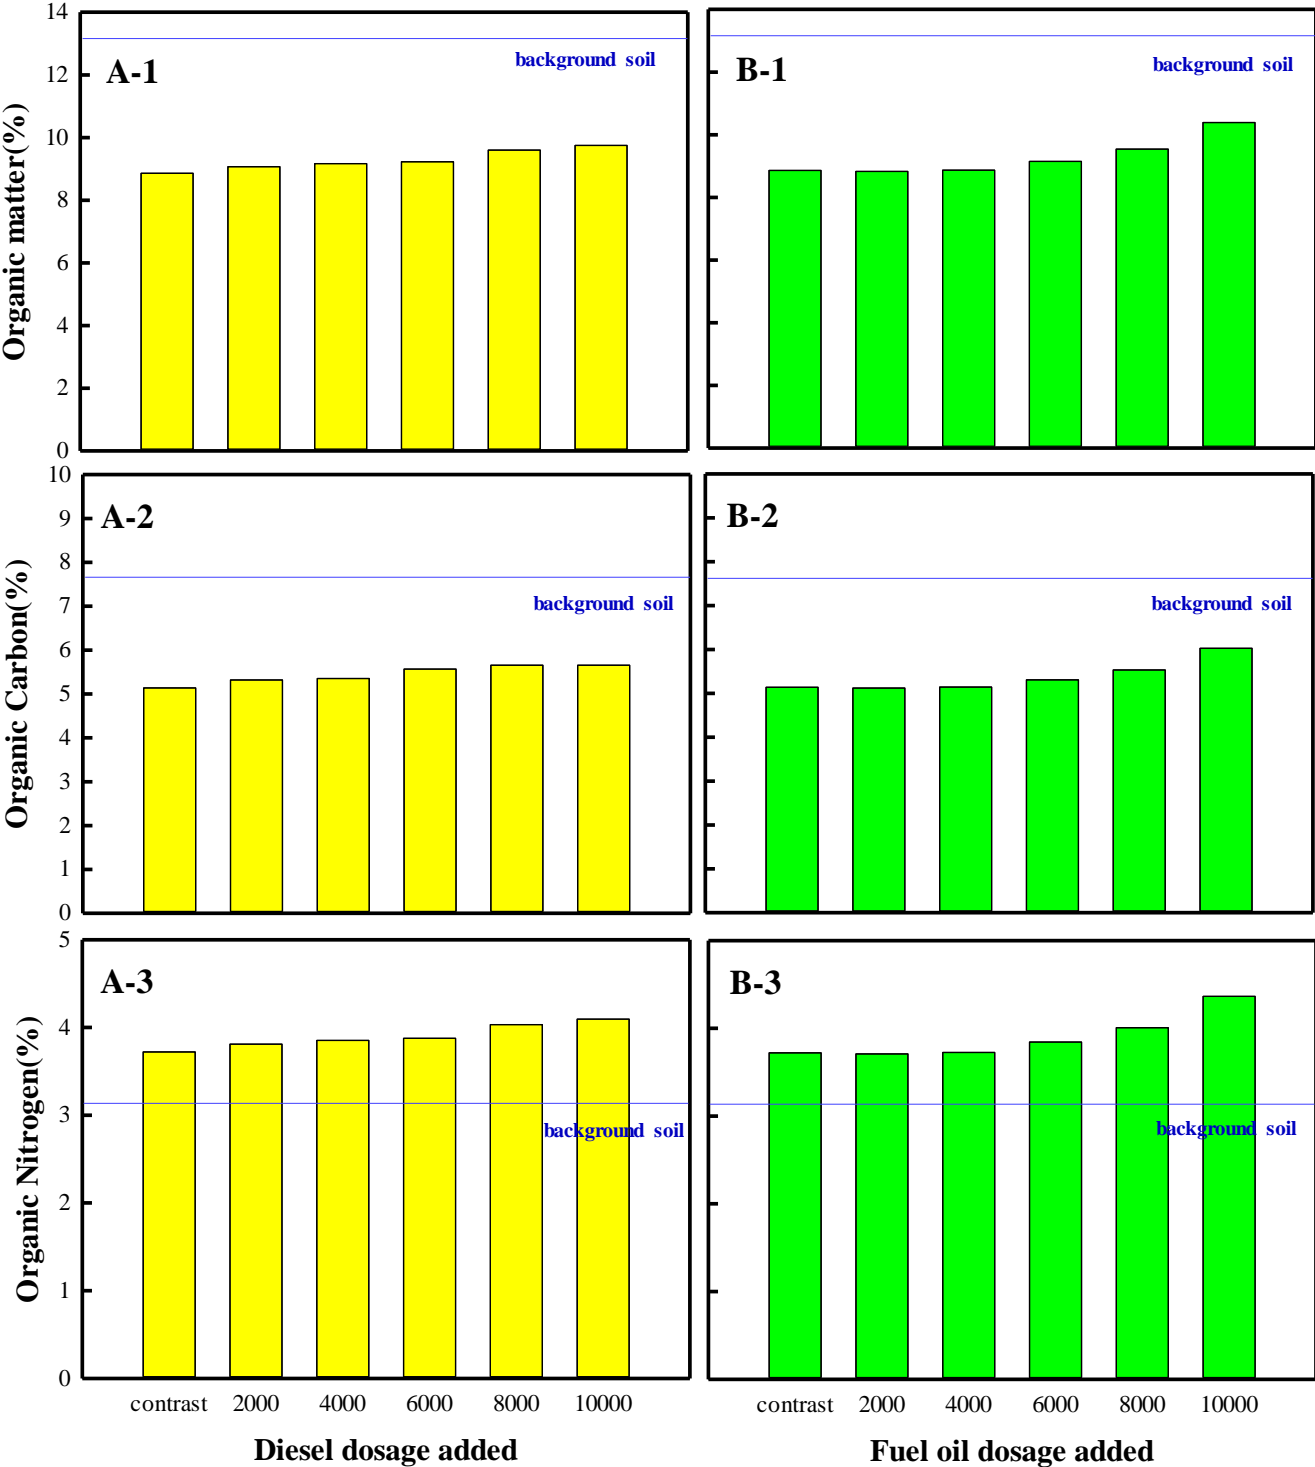 14
12
10
8
6
4
2
0
Organic matter(%)
A-1
background soil
B-1
background soil
10
9
8
7
6
5
4
3
2
1
0
Organic Carbon(%)
A-2
background soil
B-2
background soil
5
4
3
2
1
0
Organic Nitrogen(%)
A-3
background soil
B-3
background soil
contrast 2000 4000 6000 8000 10000
contrast 2000 4000 6000 8000 10000
Diesel dosage added
Fuel oil dosage added